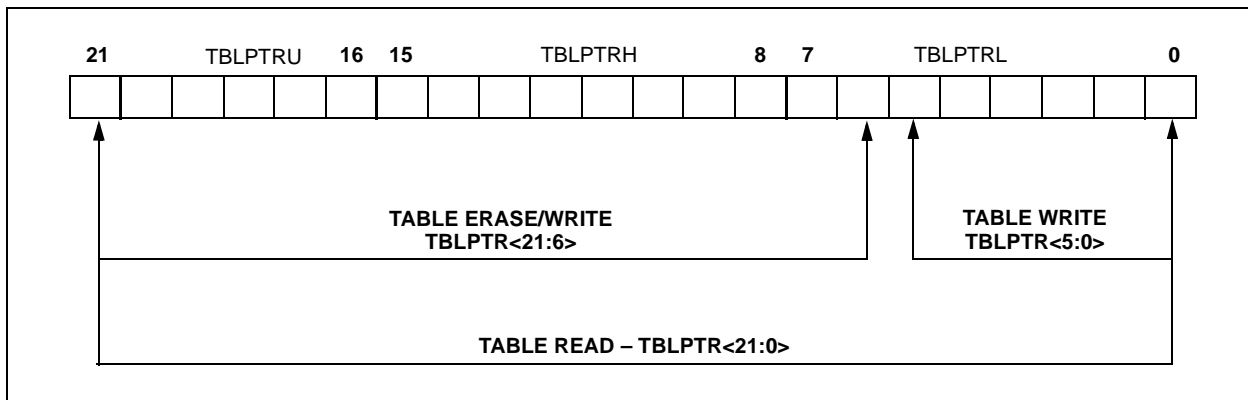 21 TBLPTRU 16 15 TBLPTRH 8 7 TBLPTRL 0
TABLE ERASE/WRITE
TBLPTR<21:6>
TABLE WRITE
TBLPTR<5:0>
TABLE READ – TBLPTR<21:0>